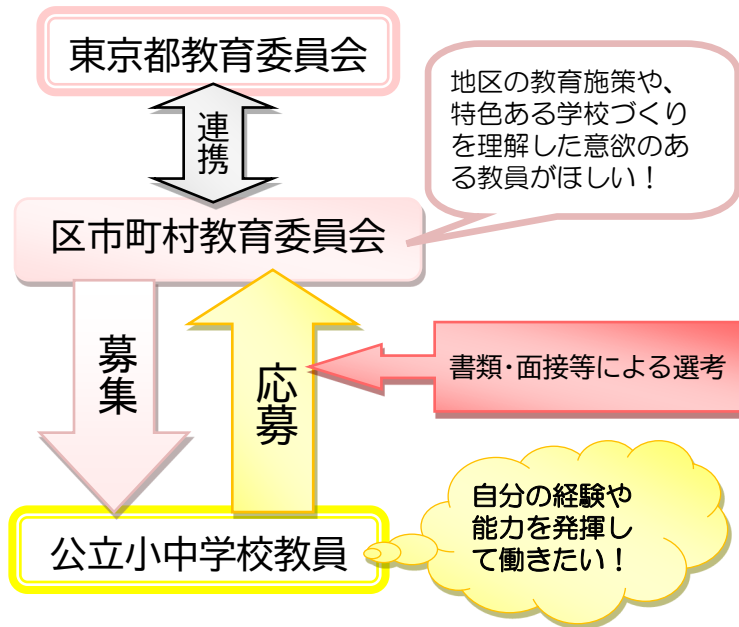 東京都教育委員会
連携
地区の教育施策や、
特色ある学校づくり
を理解した意欲のあ
る教員がほしい！
区市町村教育委員会
募集
応募
書類・面接等による選考
自分の経験や
能力を発揮し
て働きたい！
公立小中学校教員